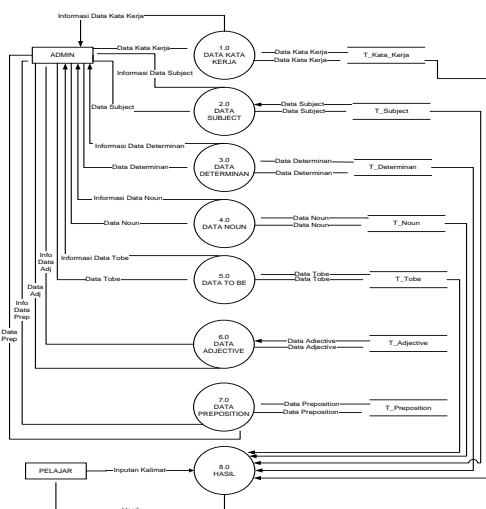 Informasi Data Kata Kerja
ADMIN
Data Kata Kerja
1.0
DATA KATA
KERJA
Data Kata Kerja
Data Kata Kerja
T_Kata_Kerja
Informasi Data Subject
Data Subject
2.0
DATA
SUBJECT
Data Subject
Data Subject
T_Subject
Informasi Data Determinan
Data Determinan
3.0
DATA
DETERMINAN
Data Determinan
Data Determinan
T_Determinan
Informasi Data Noun
Data Noun
4.0
DATA NOUN
Data Noun
Data Noun
T_Noun
Informasi Data Tobe
Data Tobe
5.0
DATA TO BE
Data Tobe
Data Tobe
T_Tobe
Info
Data
Adj
Data
Adj
Info
Data
Prep
Data
Prep
6.0
DATA
ADJECTIVE
Data Adjective
Data Adjective
T_Adjective
7.0
DATA
PREPOSITION
Data Preposition
Data Preposition
T_Preposition
PELAJAR
Inputan Kalimat
8.0
HASIL